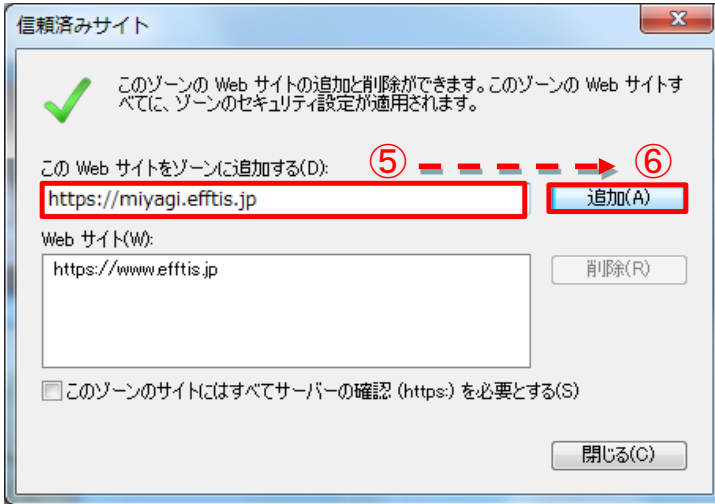 信頼済みサイト
このゾーンの Web サイトの追加と削除ができます。このゾーンの Web サイトす
べてに、ゾーンのセキュリティ設定が適用されます。
この Web サイトをゾーンに追加する(D):
⑤ ⑥
https://miyagi.efftis.jp
追加(A)
Web サイト(W):
https://www.efftis.jp
削除(R)
このゾーンのサイトにはすべてサーバーの確認 (https:) を必要とする(S)
閉じる(C)